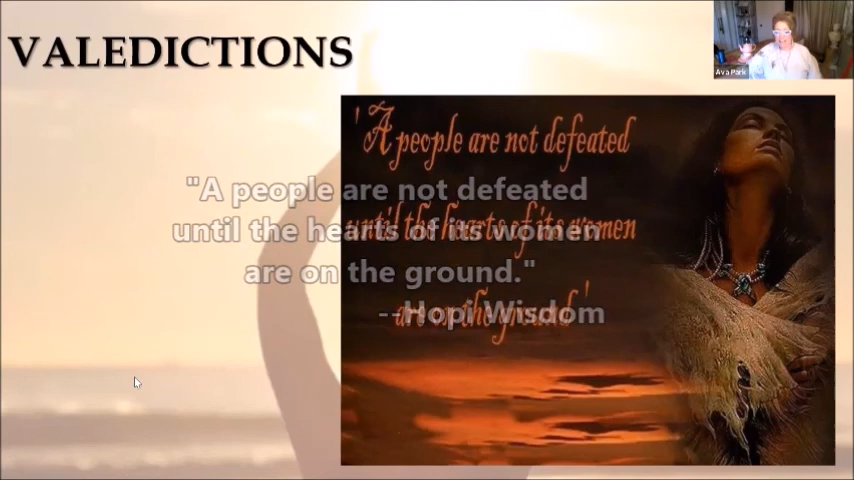 VALEDICTIONS
Ava Park
'A people are not defeated
until the hearts of its women
are on the ground'
"A people are not defeated
until the hearts of its women
are on the ground."
--Hopi Wisdom